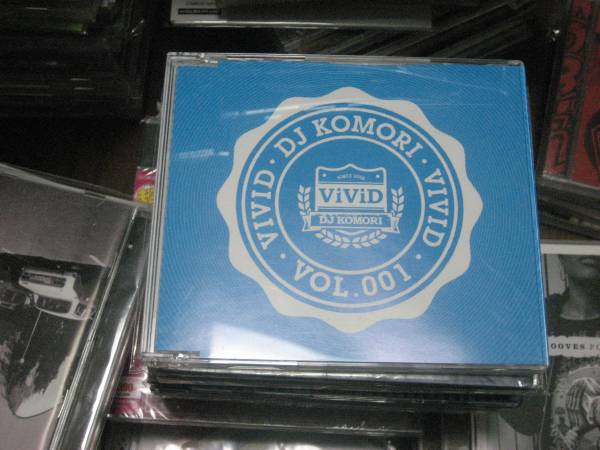 · DJ KOMORI ·
VIVID · VIVID
· VOL.001 ·
ViViD
DJ KOMORI